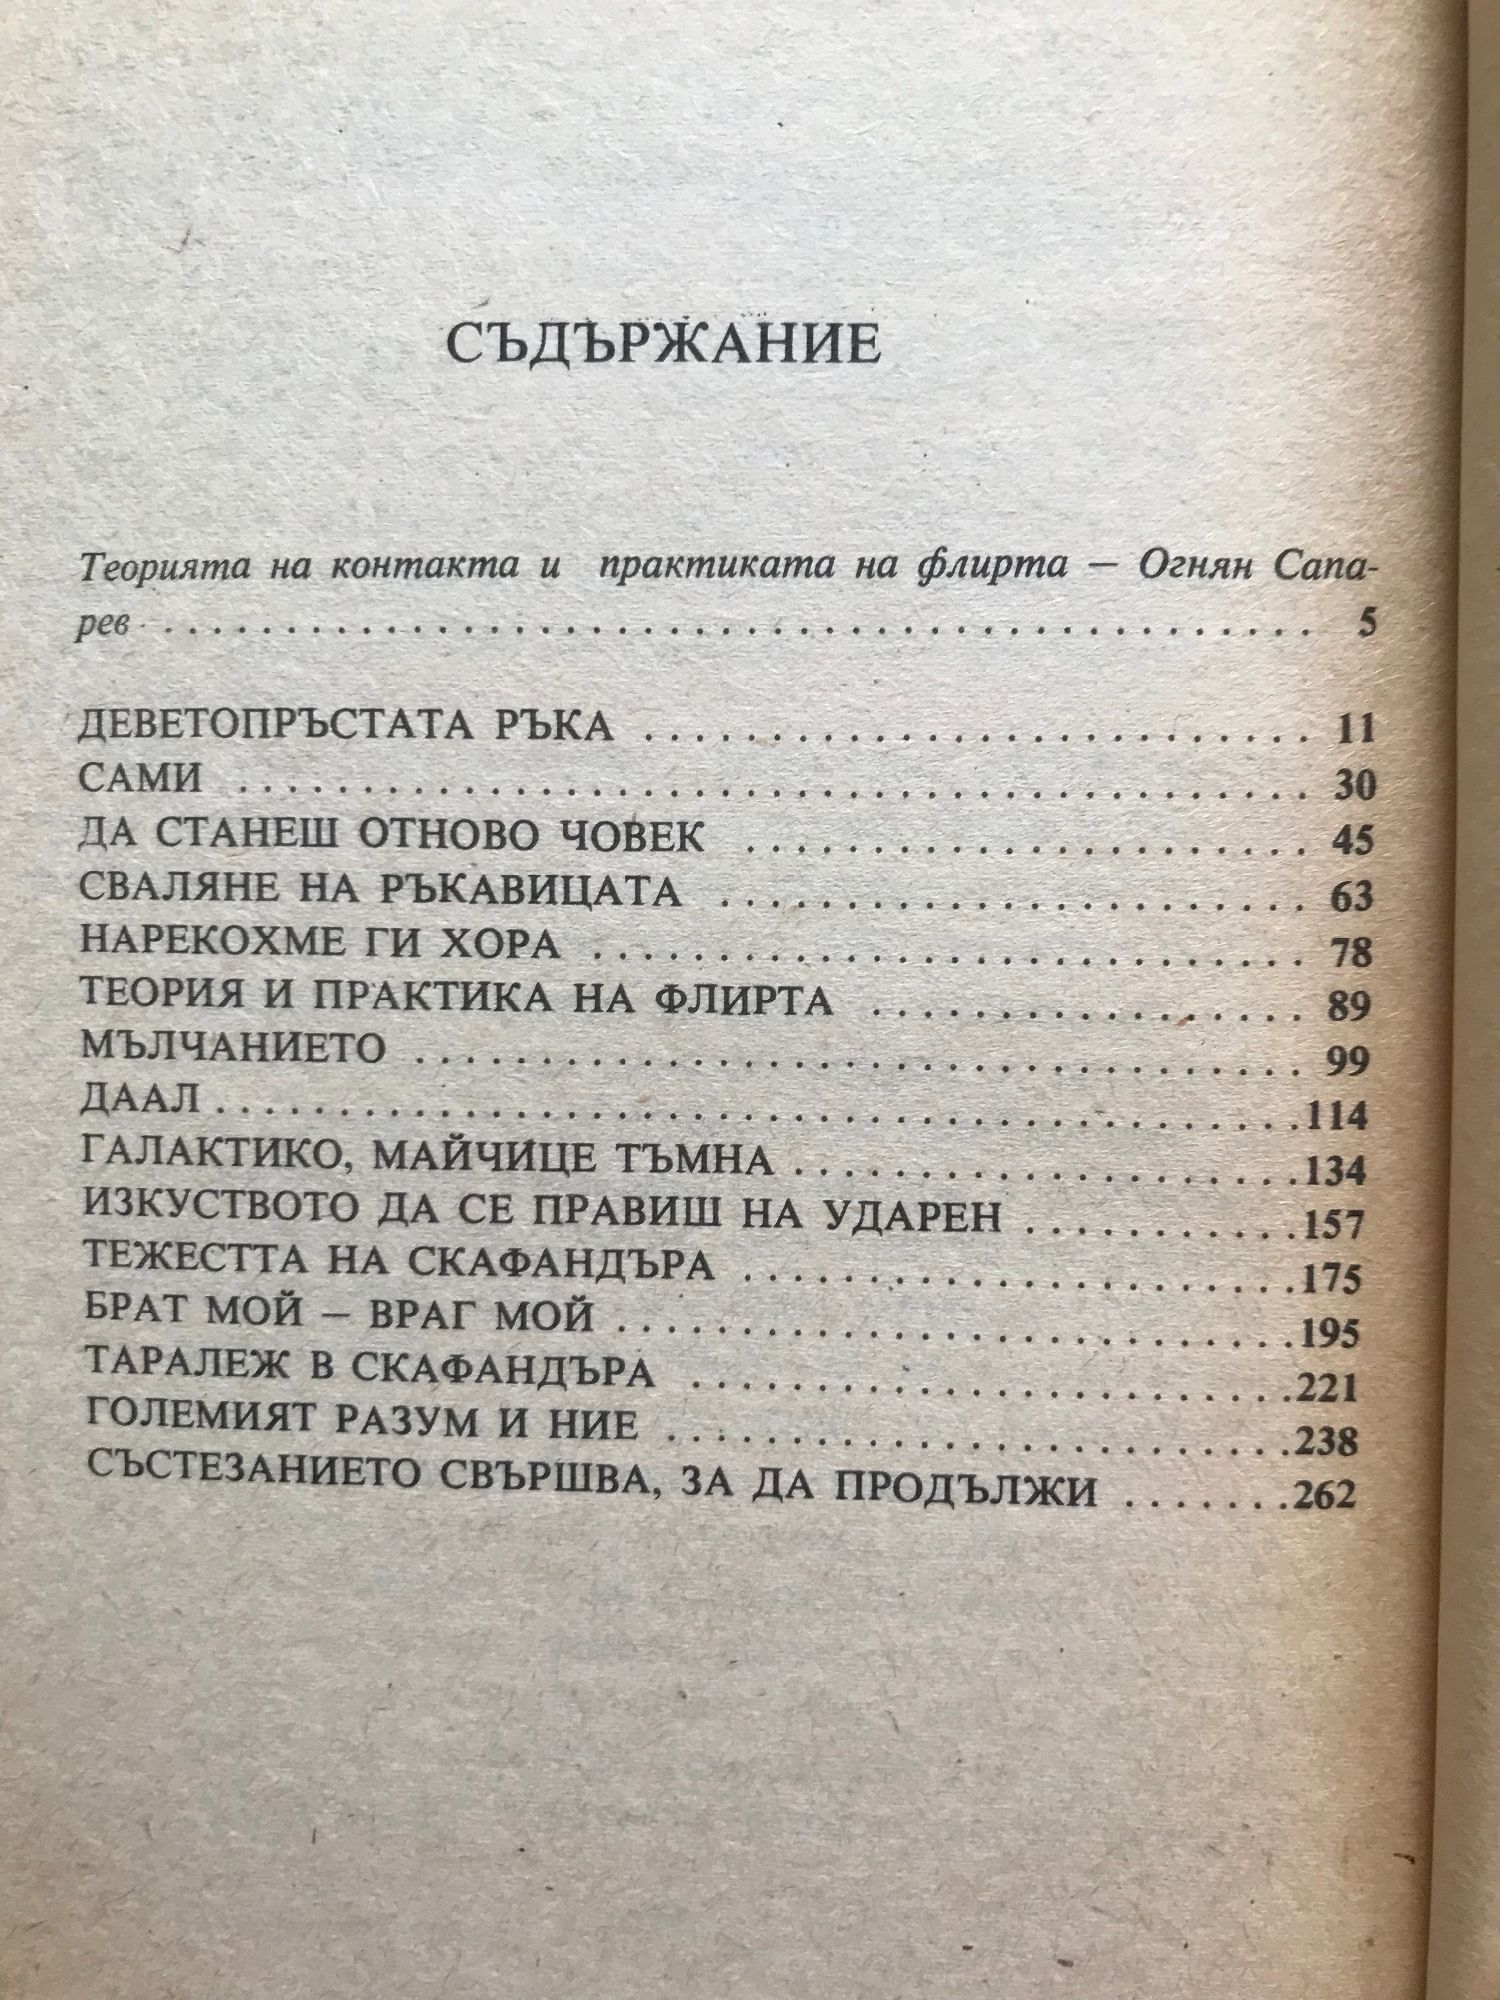 СЪДЪРЖАНИЕ
Теорията на контакта и практиката на флирта — Огнян Сапа-
рев . . . . . . . . . . . . . . . . . . . . . . . . . . . . . . . . . . . . . . . . . . . . . . . 5
ДЕВЕТОПРЪСТАТА РЪКА . . . . . . . . . . . . . . . . . . . . . . . . . . . 11
САМИ . . . . . . . . . . . . . . . . . . . . . . . . . . . . . . . . . . . . . . . . . . . 30
ДА СТАНЕШ ОТНОВО ЧОВЕК . . . . . . . . . . . . . . . . . . . . . . . 45
СВАЛЯНЕ НА РЪКАВИЦАТА . . . . . . . . . . . . . . . . . . . . . . . . 63
НАРЕКОХМЕ ГИ ХОРА . . . . . . . . . . . . . . . . . . . . . . . . . . . . . 78
ТЕОРИЯ И ПРАКТИКА НА ФЛИРТА . . . . . . . . . . . . . . . . . . 89
МЪЛЧАНИЕТО . . . . . . . . . . . . . . . . . . . . . . . . . . . . . . . . . . . . 99
ДААЛ . . . . . . . . . . . . . . . . . . . . . . . . . . . . . . . . . . . . . . . . . . . . 114
ГАЛАКТИКО, МАЙЧИЦЕ ТЪМНА . . . . . . . . . . . . . . . . . . . . . 134
ИЗКУСТВОТО ДА СЕ ПРАВИШ НА УДАРЕН . . . . . . . . . . . 157
ТЕЖЕСТТА НА СКАФАНДЪРА . . . . . . . . . . . . . . . . . . . . . . . 175
БРАТ МОЙ — ВРАГ МОЙ . . . . . . . . . . . . . . . . . . . . . . . . . . . . 195
ТАРАЛЕЖ В СКАФАНДЪРА . . . . . . . . . . . . . . . . . . . . . . . . . 221
ГОЛЕМИЯТ РАЗУМ И НИЕ . . . . . . . . . . . . . . . . . . . . . . . . . . 238
СЪСТЕЗАНИЕТО СВЪРШВА, ЗА ДА ПРОДЪЛЖИ . . . . . . . 262